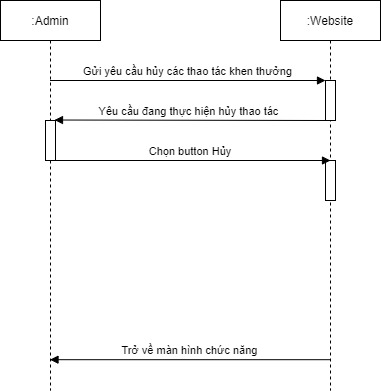 :Admin
:Website
Gửi yêu cầu hủy các thao tác khen thưởng
Yêu cầu đang thực hiện hủy thao tác
Chọn button Hủy
Trở về màn hình chức năng